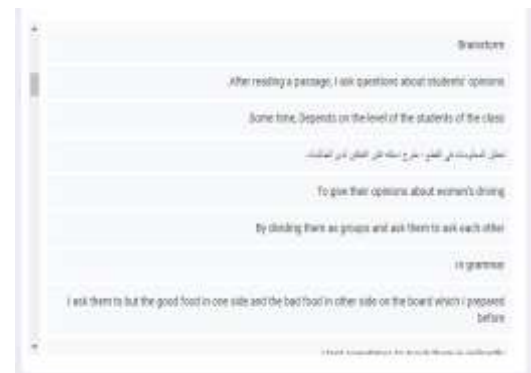 Brainstorm
After reading a passage, I ask questions about students' opinions
Some time, Depends on the level of the students of the class
To give their opinions about women's driving
By dividing them as groups and ask them to ask each other
in grammar
I ask them to but the good food in one side and the bad food in other side on the board which I prepared
before